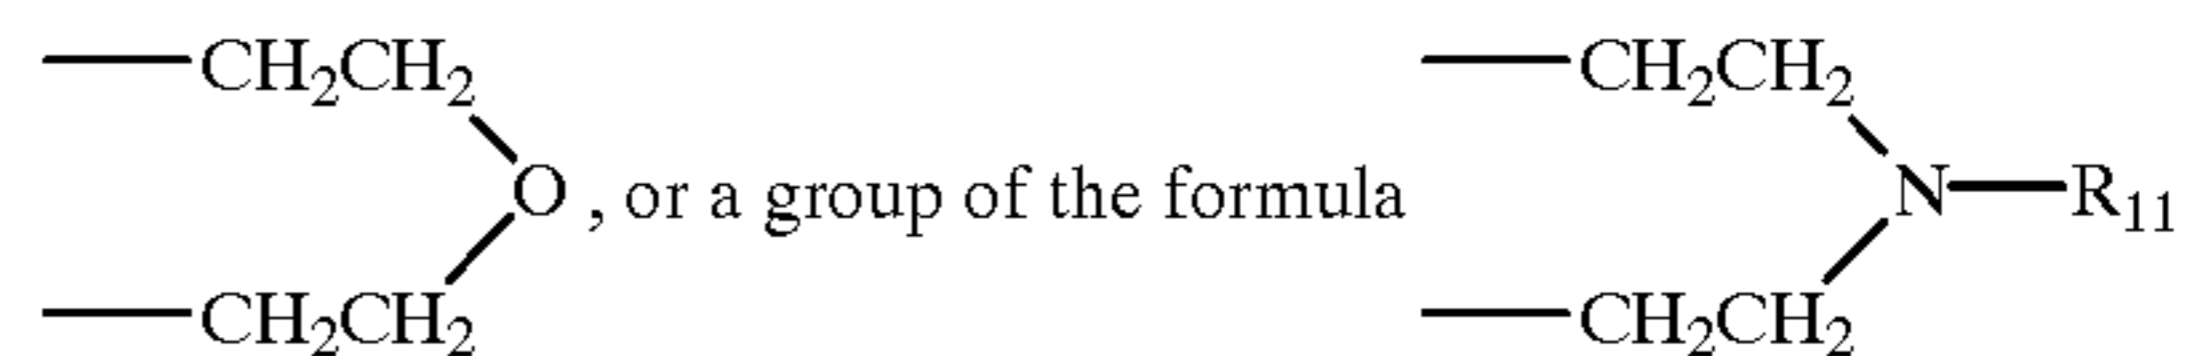 —CH₂CH₂ —CH₂CH₂
O , or a group of the formula N—R₁₁
—CH₂CH₂ —CH₂CH₂